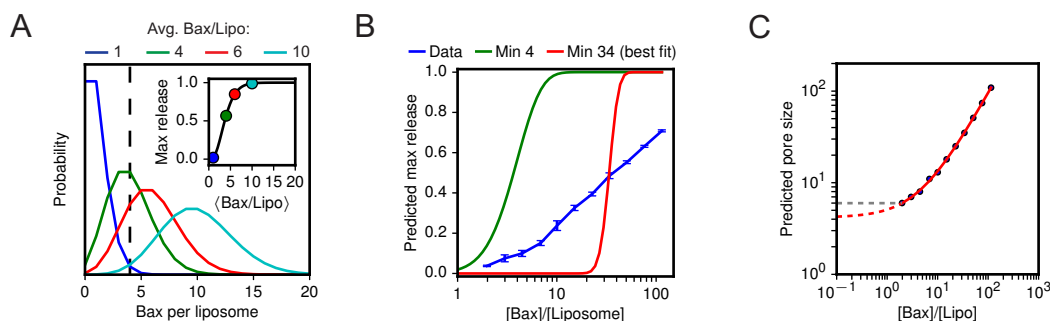 A
Avg. Bax/Lipo:
1 4 6 10
Probability
Bax per liposome
0 5 10 15 20
Max release
1.0
0.5
0.0
0 5 10 15 20
⟨Bax/Lipo⟩
B
Data Min 4 Min 34 (best fit)
Predicted max release
1.0
0.8
0.6
0.4
0.2
0.0
1 10 100
[Bax]/[Liposome]
C
Predicted pore size
10²
10¹
10⁰
10⁻¹ 10⁰ 10¹ 10² 10³
[Bax]/[Lipo]